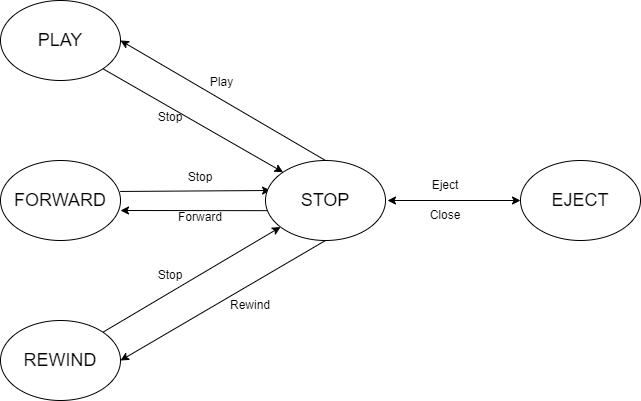 PLAY
Play
Stop
Stop
FORWARD
STOP
Eject
EJECT
Forward
Close
Stop
Rewind
REWIND